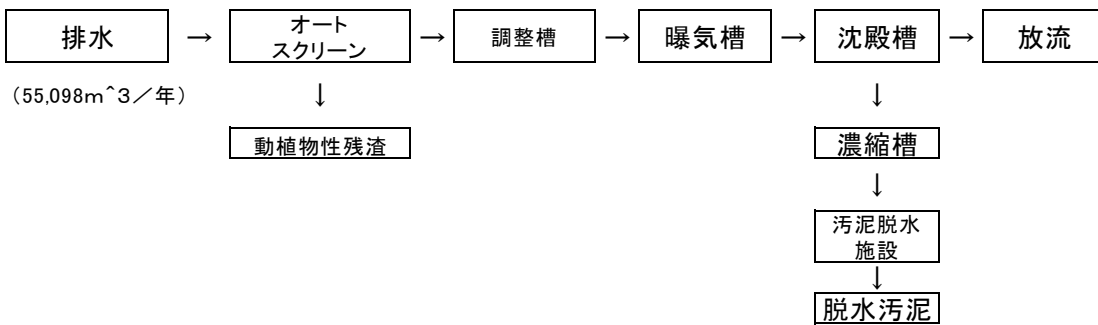 排水 → オート
スクリーン → 調整槽 → 曝気槽 → 沈殿槽 → 放流
(55,098m^3/年) ↓ ↓
動植物性残渣 濃縮槽
↓
汚泥脱水
施設
↓
脱水汚泥